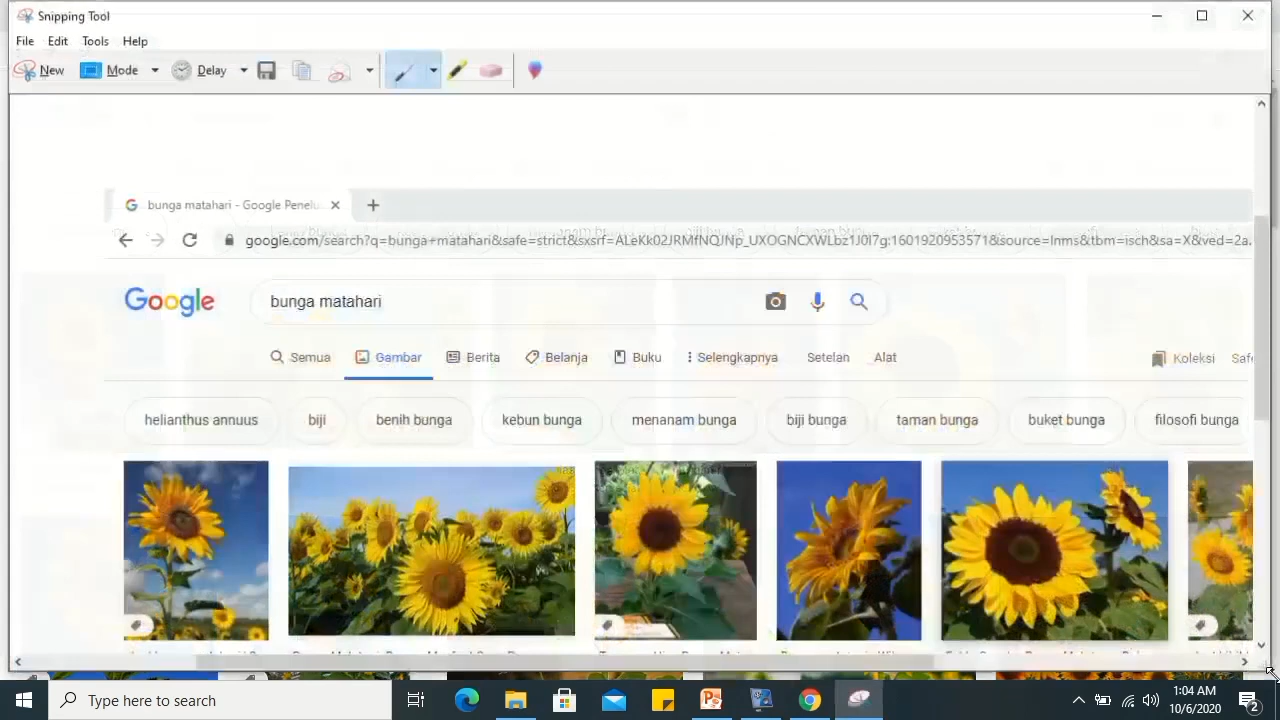 Snipping Tool
File Edit Tools Help
New Mode Delay
bunga matahari - Google Penelu
google.com/search?q=bunga+matahari&safe=strict&sxsrf=ALeKk02JRMfNQJNp_UXOGNCXWLbz1J0I7g:1601920953571&source=lnms&tbm=isch&sa=X&ved=2a
Google bunga matahari
Semua Gambar Berita Belanja Buku Selengkapnya Setelan Alat Koleksi Safe
helianthus annuus biji benih bunga kebun bunga menanam bunga biji bunga taman bunga buket bunga filosofi bunga
Type here to search
1:04 AM
10/6/2020
2